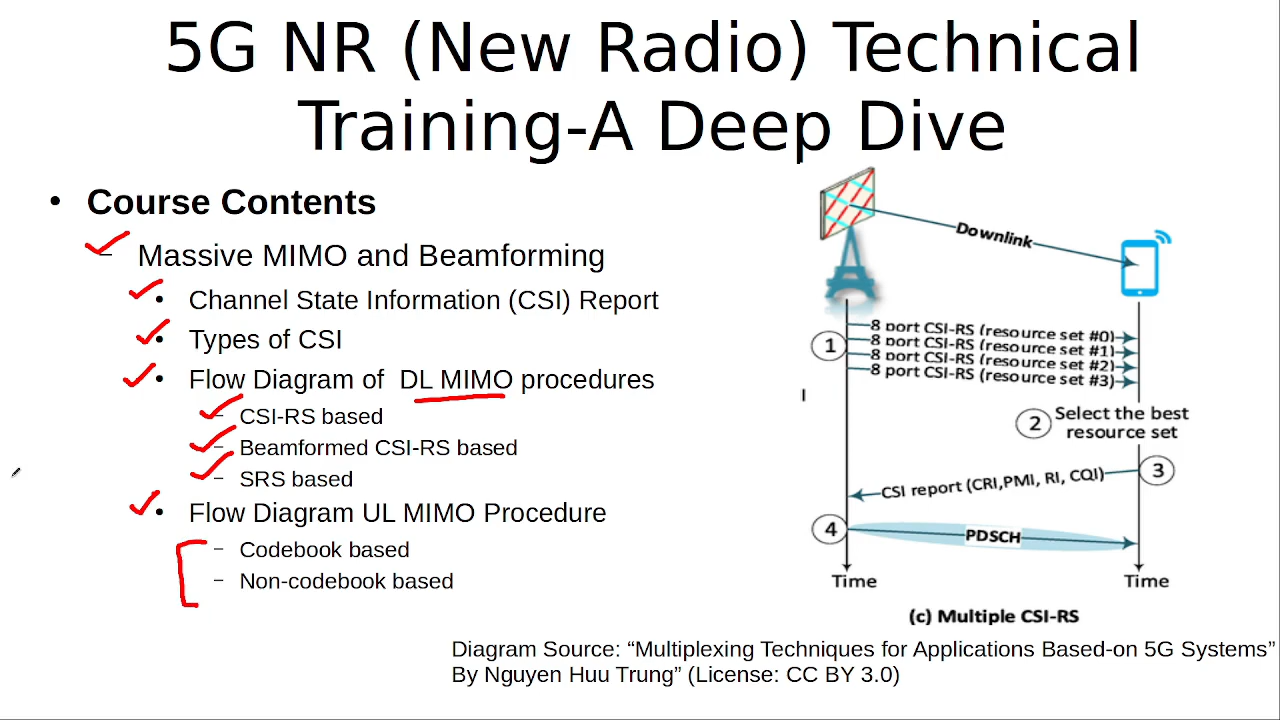 5G NR (New Radio) Technical
Training-A Deep Dive
• Course Contents
– Massive MIMO and Beamforming
• Channel State Information (CSI) Report
• Types of CSI
• Flow Diagram of DL MIMO procedures
– CSI-RS based
– Beamformed CSI-RS based
– SRS based
• Flow Diagram UL MIMO Procedure
– Codebook based
– Non-codebook based
Downlink
1
8 port CSI-RS (resource set #0)
8 port CSI-RS (resource set #1)
8 port CSI-RS (resource set #2)
8 port CSI-RS (resource set #3)
2 Select the best
resource set
3
CSI report (CRI,PMI, RI, CQI)
4
PDSCH
Time
Time
(c) Multiple CSI-RS
Diagram Source: “Multiplexing Techniques for Applications Based-on 5G Systems”
By Nguyen Huu Trung” (License: CC BY 3.0)